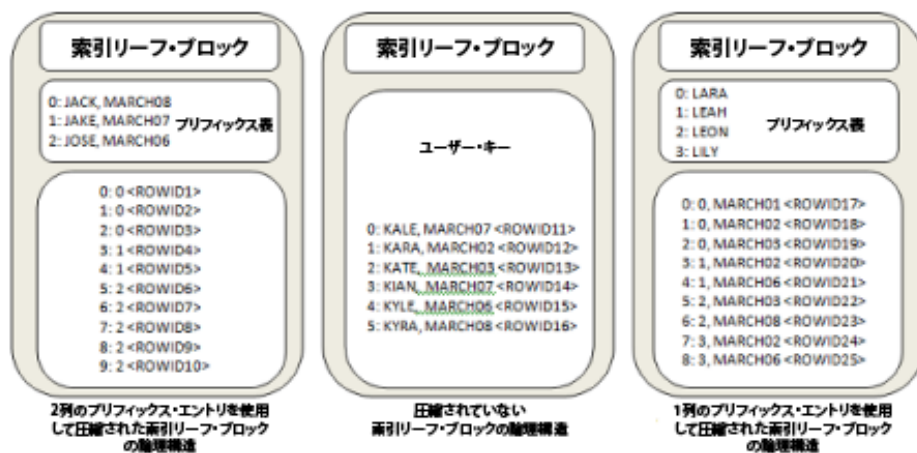 索引リーフ・ブロック
0: JACK, MARCH08
1: JAKE, MARCH07
2: JOSE, MARCH06
プリフィックス表
0: 0 <ROWID1>
1: 0 <ROWID2>
2: 0 <ROWID3>
3: 1 <ROWID4>
4: 1 <ROWID5>
5: 2 <ROWID6>
6: 2 <ROWID7>
7: 2 <ROWID8>
8: 2 <ROWID9>
9: 2 <ROWID10>
2列のプリフィックス・エントリを使用
して圧縮された索引リーフ・ブロック
の論理構造
索引リーフ・ブロック
ユーザー・キー
0: KALE, MARCH07 <ROWID11>
1: KARA, MARCH02 <ROWID12>
2: KATE, MARCH03 <ROWID13>
3: KIAN, MARCH07 <ROWID14>
4: KYLE, MARCH06 <ROWID15>
5: KYRA, MARCH08 <ROWID16>
圧縮されていない
索引リーフ・ブロックの論理構造
索引リーフ・ブロック
0: LARA
1: LEAH
2: LEON
3: LILY
プリフィックス表
0: 0, MARCH01 <ROWID17>
1: 0, MARCH02 <ROWID18>
2: 0, MARCH03 <ROWID19>
3: 1, MARCH02 <ROWID20>
4: 1, MARCH06 <ROWID21>
5: 2, MARCH03 <ROWID22>
6: 2, MARCH08 <ROWID23>
7: 3, MARCH02 <ROWID24>
8: 3, MARCH06 <ROWID25>
1列のプリフィックス・エントリを使用
して圧縮された索引リーフ・ブロック
の論理構造